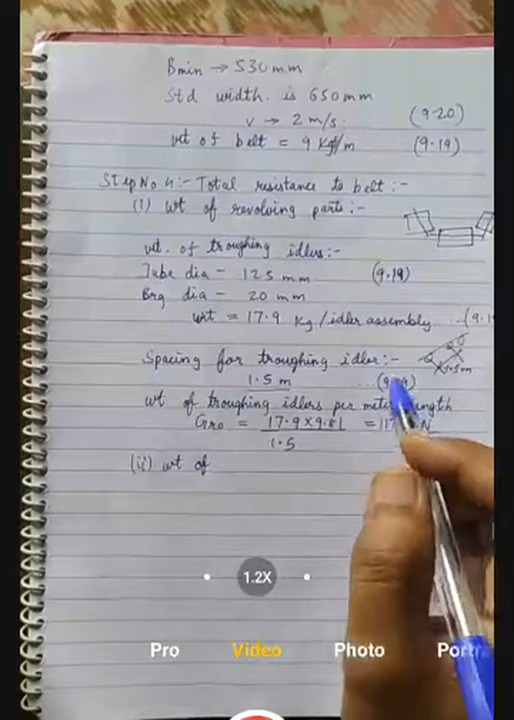 Bmin → 530 mm
Std width. is 650 mm
v → 2 m/s. (9.20)
wt of belt = 9 Kgf/m (9.19)
Step No 4:- Total resistance to belt :-
(1) wt of revolving parts :-
wt. of troughing idlers:-
Tube dia - 125 mm (9.19)
Brg dia - 20 mm
wt = 17.9 Kg/idler assembly
Spacing for troughing idler:-
1.5 m
wt of troughing idlers per meter length
Gro = 17.9 x 9.81 / 1.5 = 117 N
(ii) wt of
1.2X
Pro Video Photo